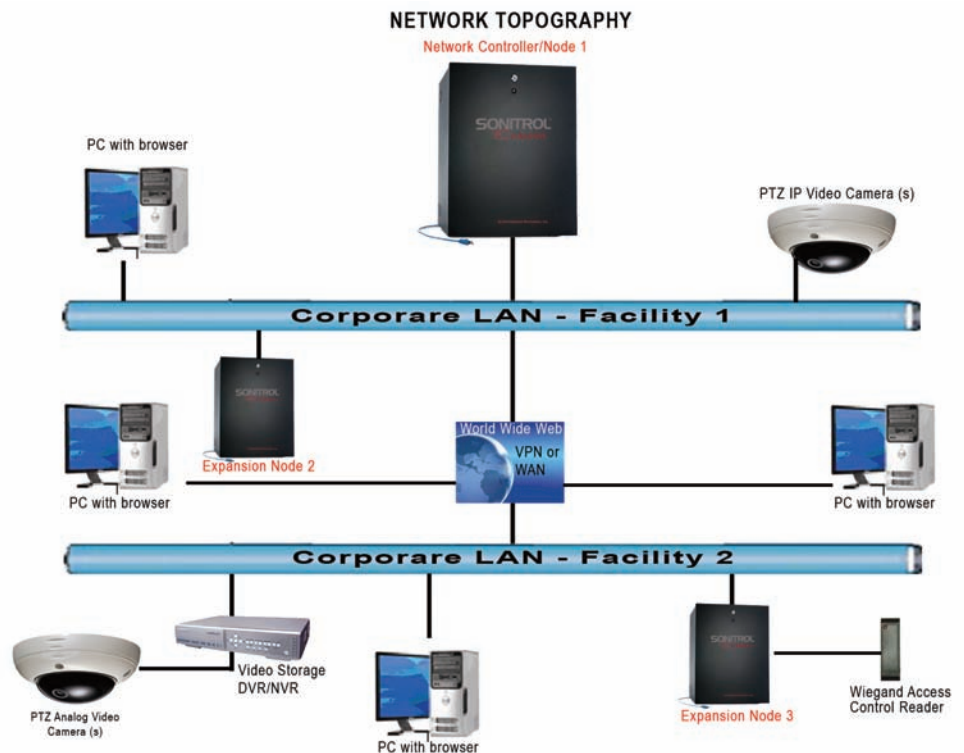 NETWORK TOPOGRAPHY
Network Controller/Node 1
SONITROL
PC with browser
PTZ IP Video Camera (s)
Corporare LAN - Facility 1
SONITROL
Expansion Node 2
World Wide Web
VPN or
WAN
PC with browser
PC with browser
Corporare LAN - Facility 2
SONITROL
Video Storage
DVR/NVR
PTZ Analog Video
Camera (s)
PC with browser
Expansion Node 3
Wiegand Access
Control Reader